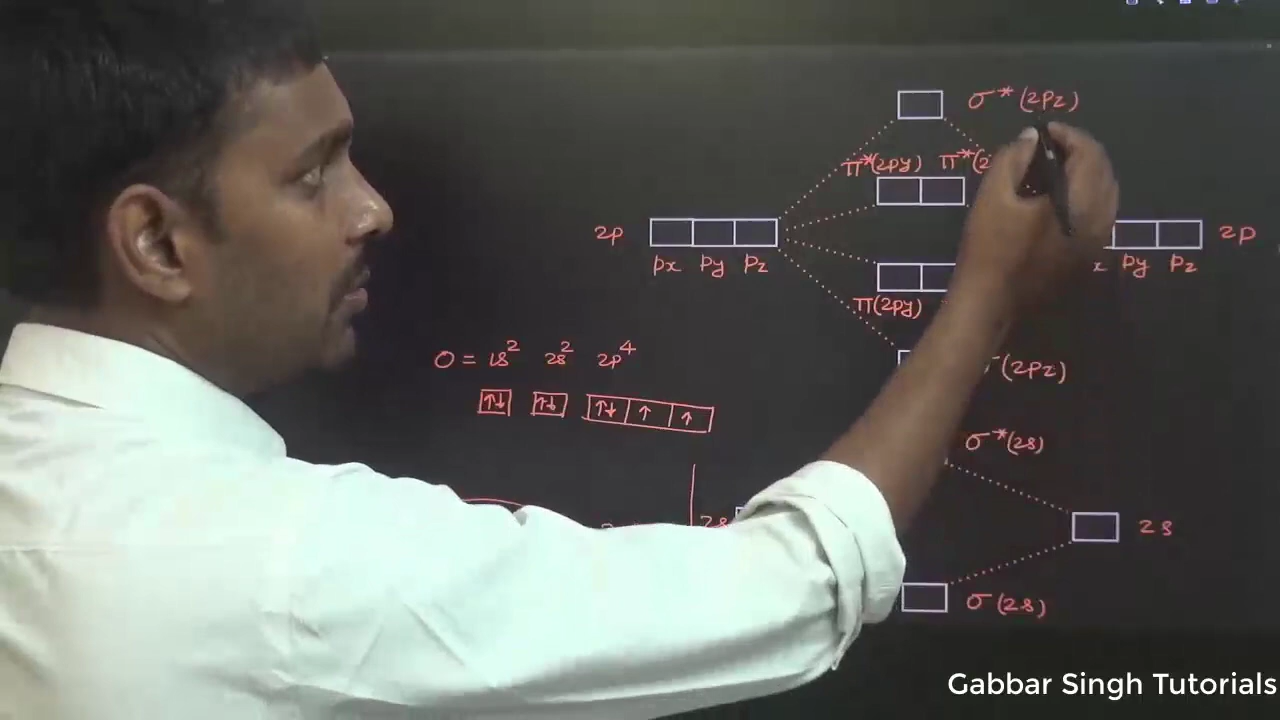 σ*(2pz)
π*(2py) π*(2
2p
px py pz
2p
py pz
π(2py)
σ(2pz)
O = 1s² 2s² 2p⁴
↑↓ ↑↓ ↑↓ ↑ ↑
σ*(2s)
2s
2s
σ(2s)
Gabbar Singh Tutorials